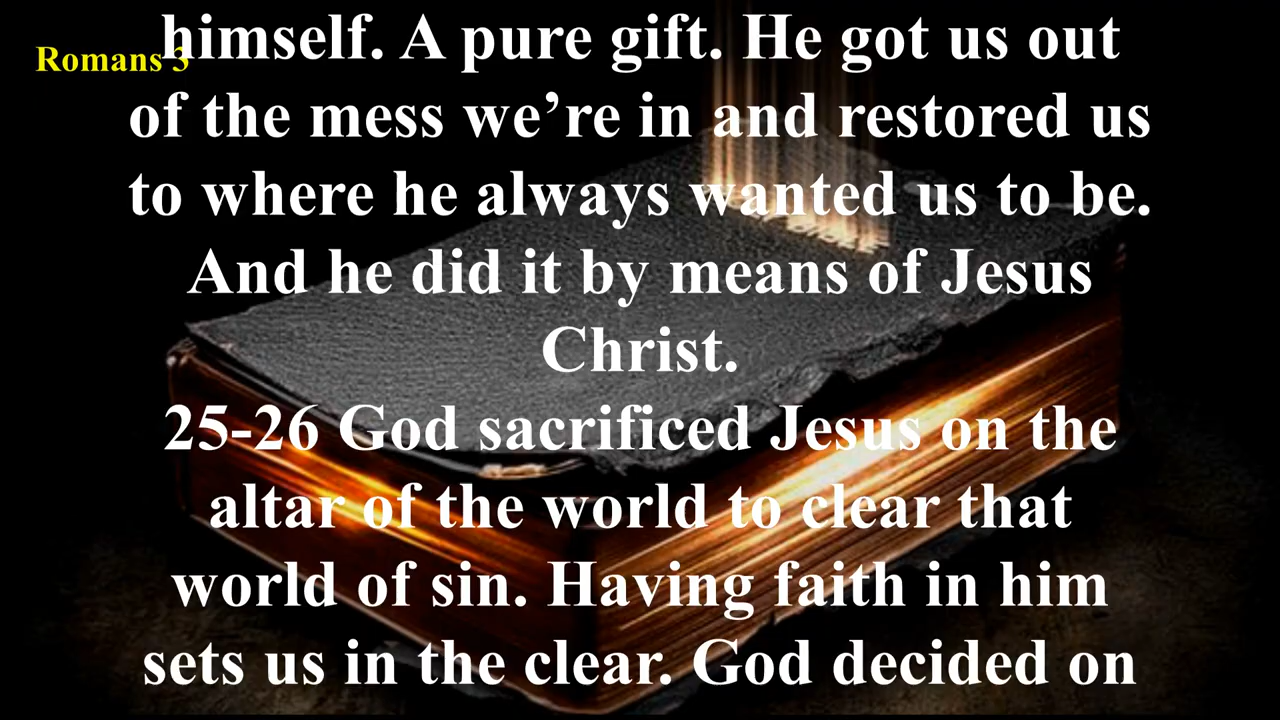 Romans 3
himself. A pure gift. He got us out
of the mess we’re in and restored us
to where he always wanted us to be.
And he did it by means of Jesus
Christ.
25-26 God sacrificed Jesus on the
altar of the world to clear that
world of sin. Having faith in him
sets us in the clear. God decided on